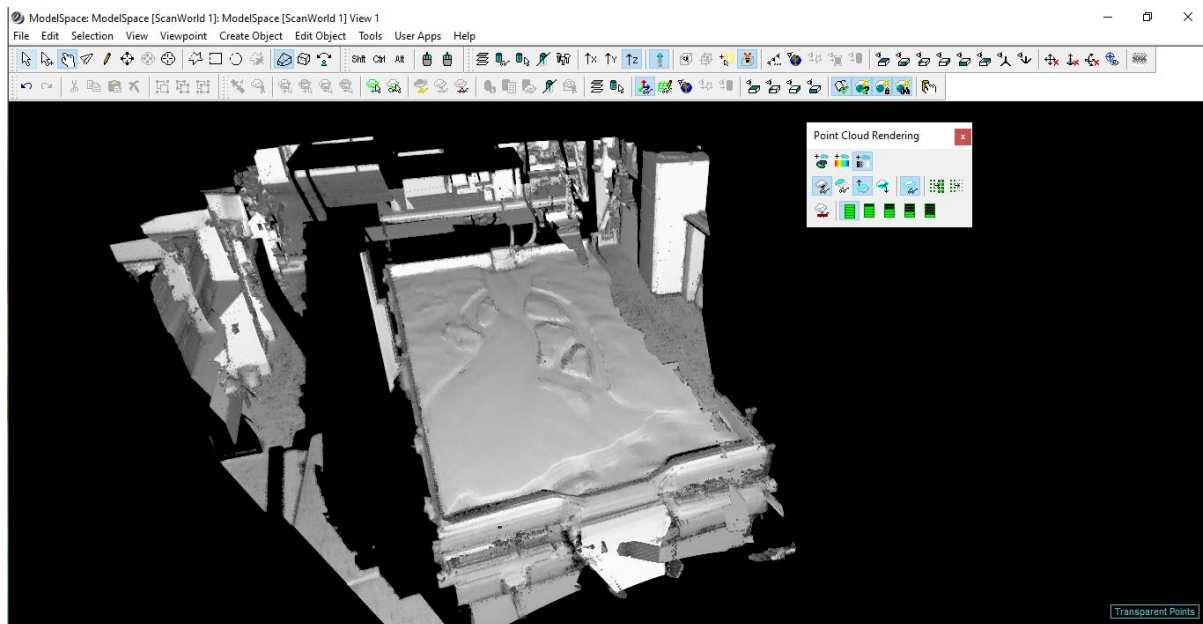 ModelSpace: ModelSpace [ScanWorld 1]: ModelSpace [ScanWorld 1] View 1
File Edit Selection View Viewpoint Create Object Edit Object Tools User Apps Help
Shft Ctrl Alt
Point Cloud Rendering
Transparent Points